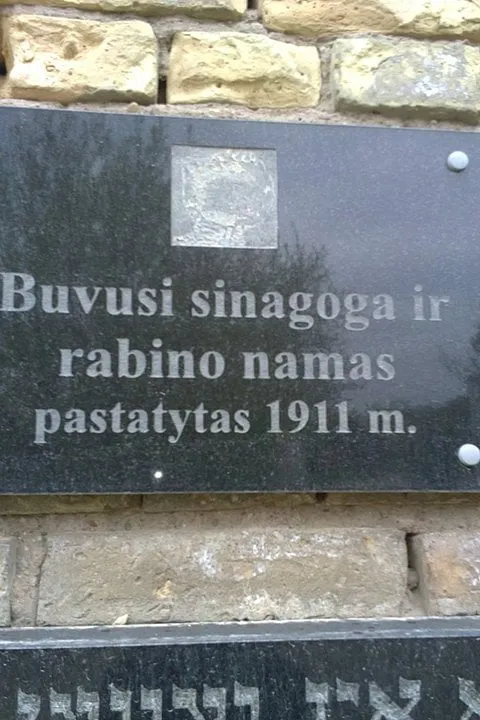 Buvusi sinagoga ir
rabino namas
pastatytas 1911 m.